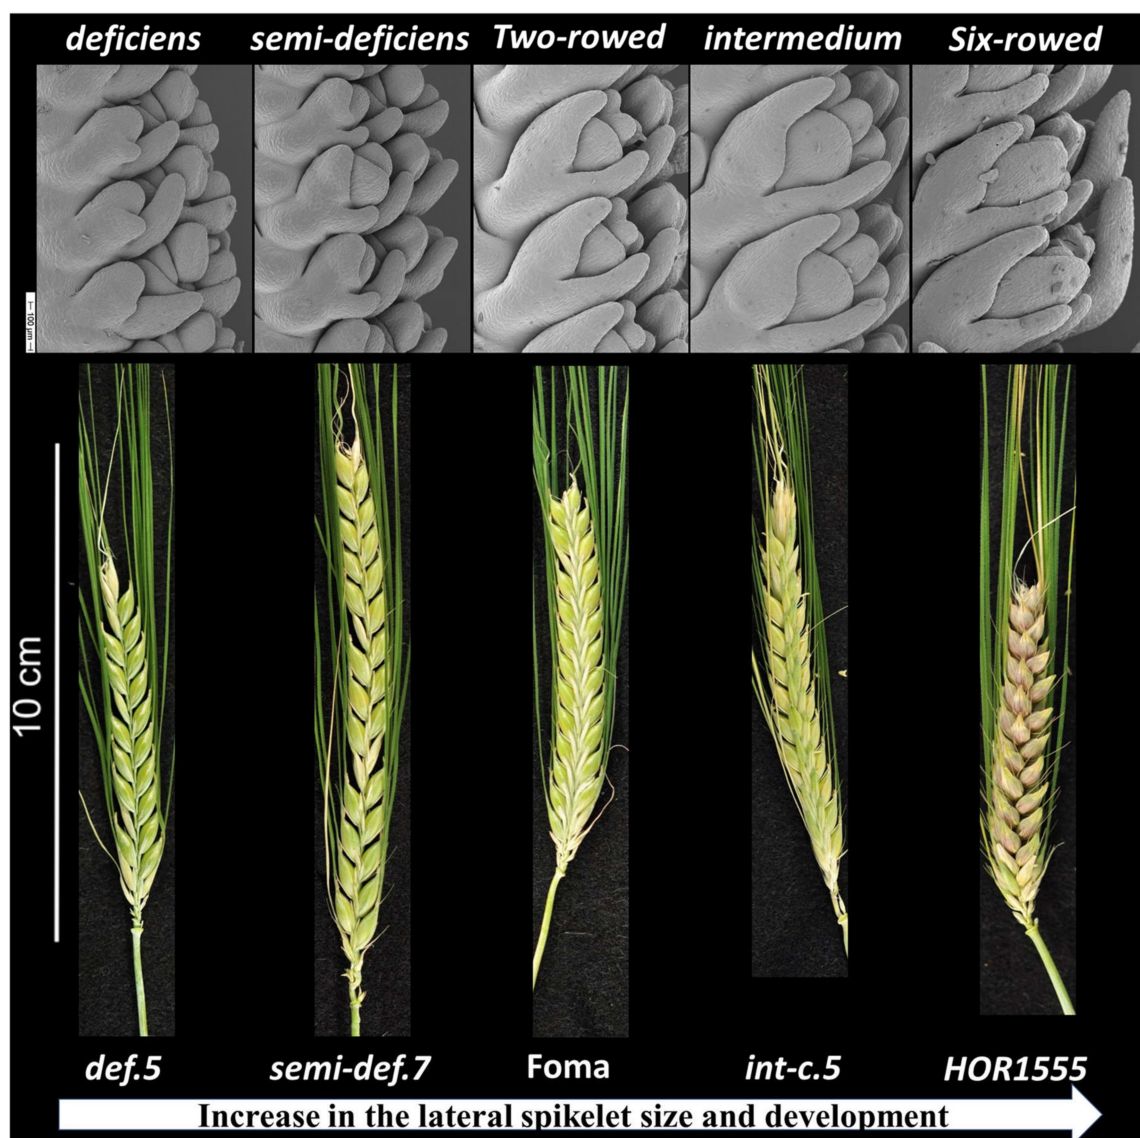 deficiens semi-deficiens Two-rowed intermedium Six-rowed
100 µm
10 cm
def.5 semi-def.7 Foma int-c.5 HOR1555
Increase in the lateral spikelet size and development